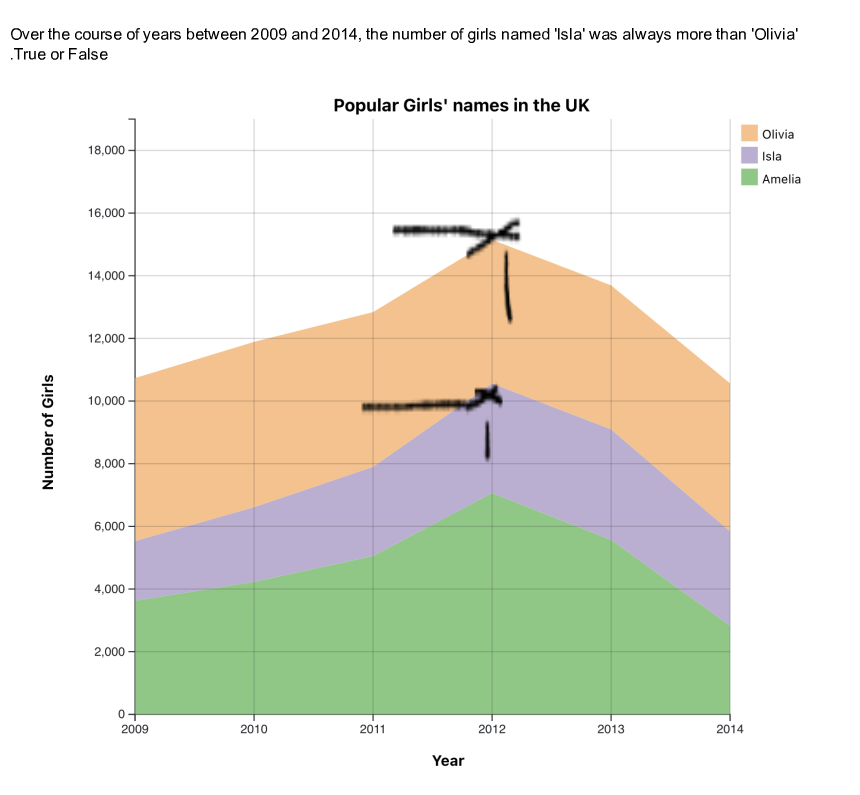 Over the course of years between 2009 and 2014, the number of girls named 'Isla' was always more than 'Olivia'
.True or False
Popular Girls' names in the UK
Olivia
Isla
Amelia
18,000
16,000
14,000
12,000
10,000
8,000
6,000
4,000
2,000
0
Number of Girls
2009 2010 2011 2012 2013 2014
Year